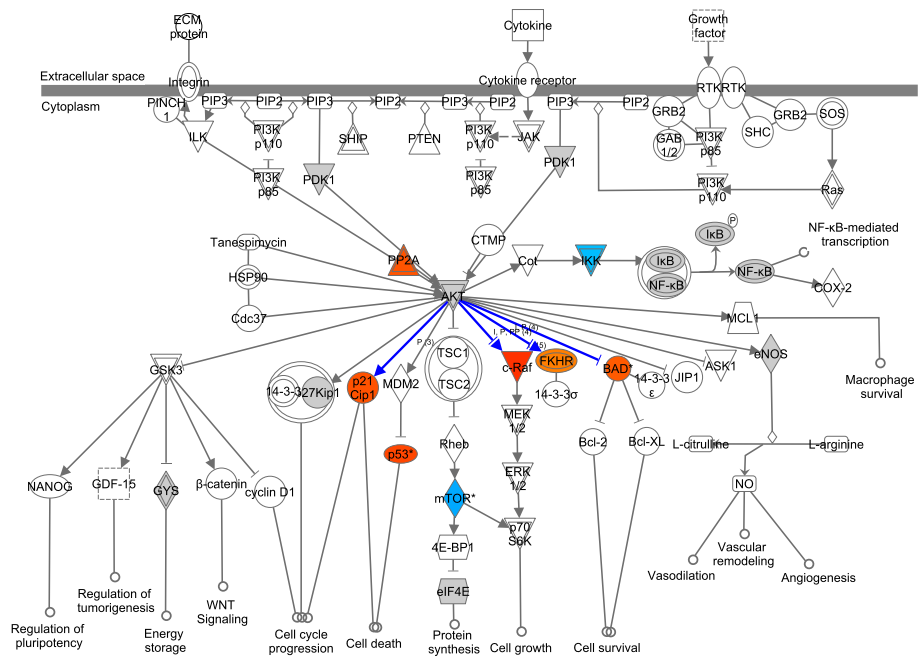 ECM
protein
Cytokine
Growth
factor
Extracellular space
Integrin
Cytokine receptor
RTK
RTK
Cytoplasm
PINCH
1
PIP3
PIP2
PIP3
PIP2
PIP3
PIP2
PIP3
PIP2
GRB2
GRB2
SOS
ILK
PI3K
p110
SHIP
PTEN
PI3K
p110
JAK
GAB
1/2
PI3K
p85
SHC
PDK1
PI3K
p85
PDK1
PI3K
p85
PI3K
p110
Ras
P
IκB
NF-κB-mediated
transcription
Tanespimycin
CTMP
PP2A
Cot
IKK
IκB
NF-κB
NF-κB
COX-2
HSP90
AKT
Cdc37
MCL1
I, P, PP (4)
P (4)
(5)
P (3)
GSK3
TSC1
TSC2
c-Raf
FKHR
BAD*
ASK1
eNOS
14-3-3
27Kip1
p21
Cip1
MDM2
14-3-3σ
14-3-3
ε
JIP1
Macrophage
survival
MEK
1/2
Bcl-2
Bcl-XL
L-citrulline
L-arginine
p53*
Rheb
NANOG
GDF-15
GYS
β-catenin
cyclin D1
ERK
1/2
mTOR*
NO
p70
S6K
4E-BP1
Vascular
remodeling
Vasodilation
Angiogenesis
eIF4E
Regulation of
tumorigenesis
WNT
Signaling
Regulation of
pluripotency
Energy
storage
Cell cycle
progression
Cell death
Protein
synthesis
Cell growth
Cell survival